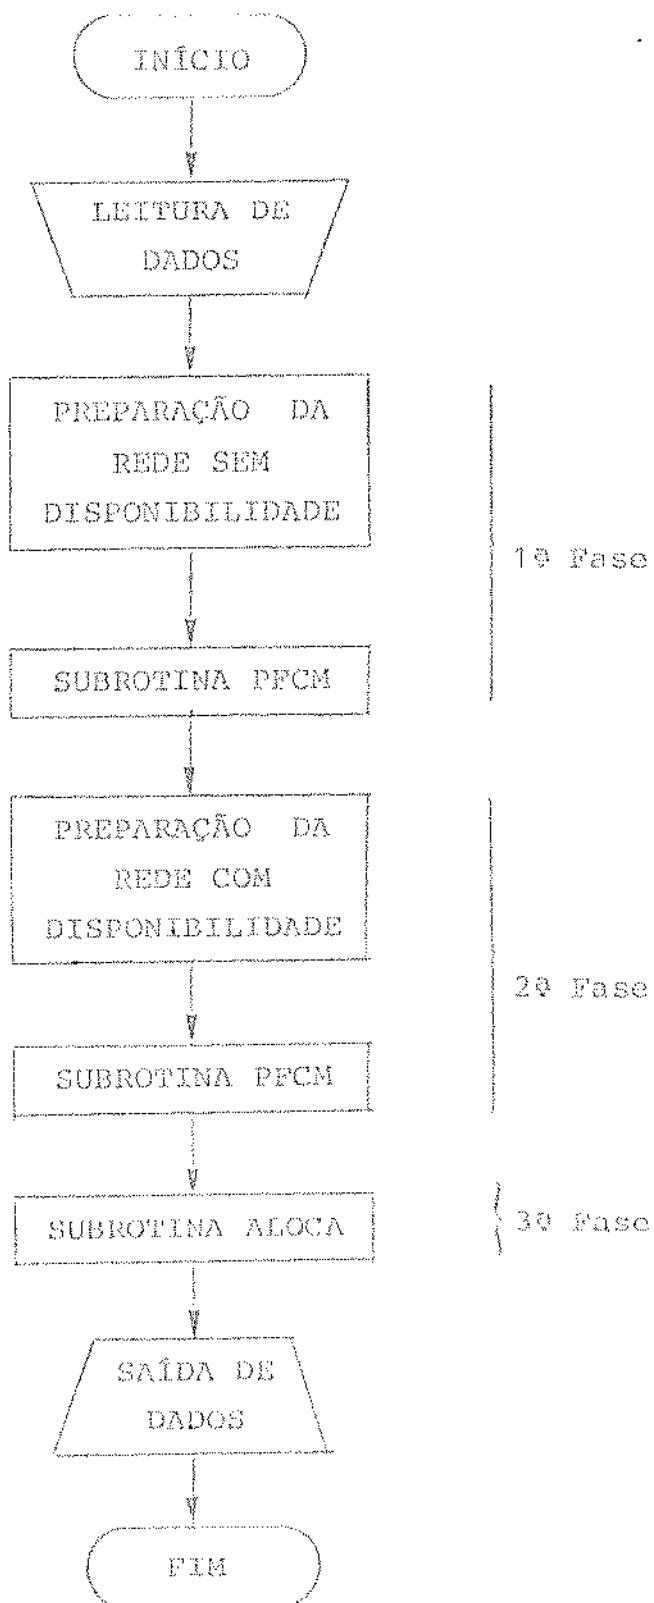 INÍCIO
LEITURA DE
DADOS
PREPARAÇÃO DA
REDE SEM
DISPONIBILIDADE
1ª Fase
SUBROTINA PFCM
PREPARAÇÃO DA
REDE COM
DISPONIBILIDADE
2ª Fase
SUBROTINA PFCM
SUBROTINA ALOCA
3ª Fase
SAÍDA DE
DADOS
FIM